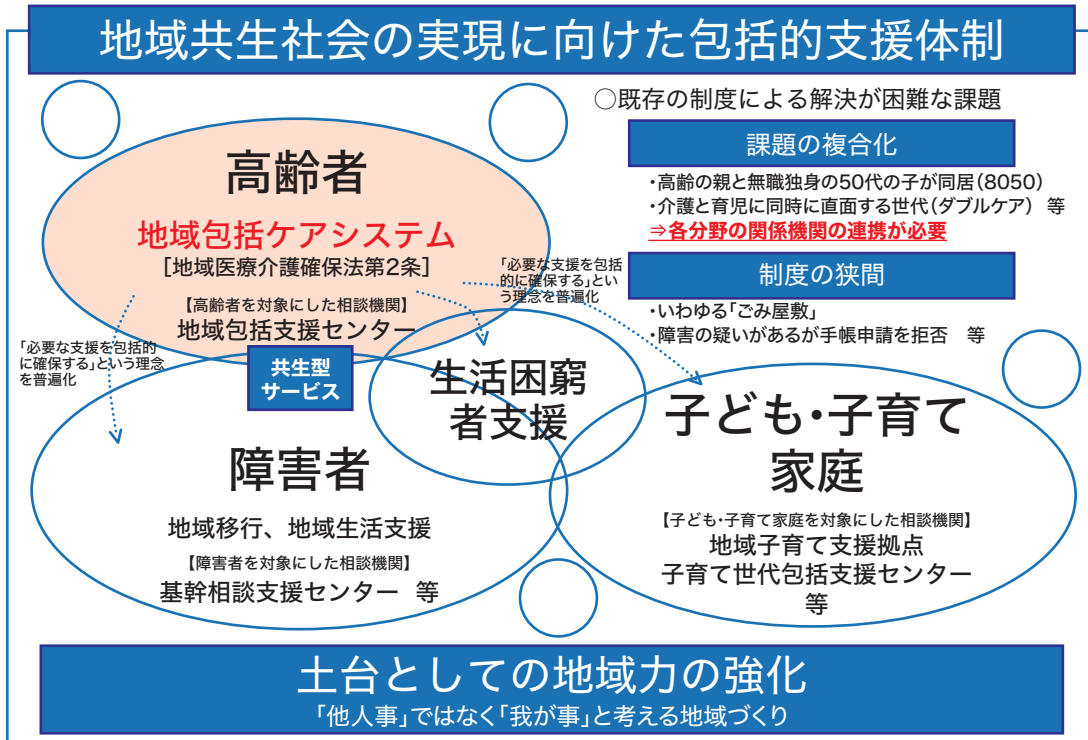 地域共生社会の実現に向けた包括的支援体制
○既存の制度による解決が困難な課題
課題の複合化
・高齢の親と無職独身の50代の子が同居(8050)
・介護と育児に同時に直面する世代(ダブルケア) 等
⇒各分野の関係機関の連携が必要
制度の狭間
・いわゆる「ごみ屋敷」
・障害の疑いがあるが手帳申請を拒否 等
高齢者
地域包括ケアシステム
[地域医療介護確保法第2条]
【高齢者を対象にした相談機関】
地域包括支援センター
「必要な支援を包括
的に確保する」とい
う理念を普遍化
「必要な支援を包括的
に確保する」という理念
を普遍化
共生型
サービス
生活困窮
者支援
障害者
地域移行、地域生活支援
【障害者を対象にした相談機関】
基幹相談支援センター 等
子ども・子育て
家庭
【子ども・子育て家庭を対象にした相談機関】
地域子育て支援拠点
子育て世代包括支援センター
等
土台としての地域力の強化
「他人事」ではなく「我が事」と考える地域づくり